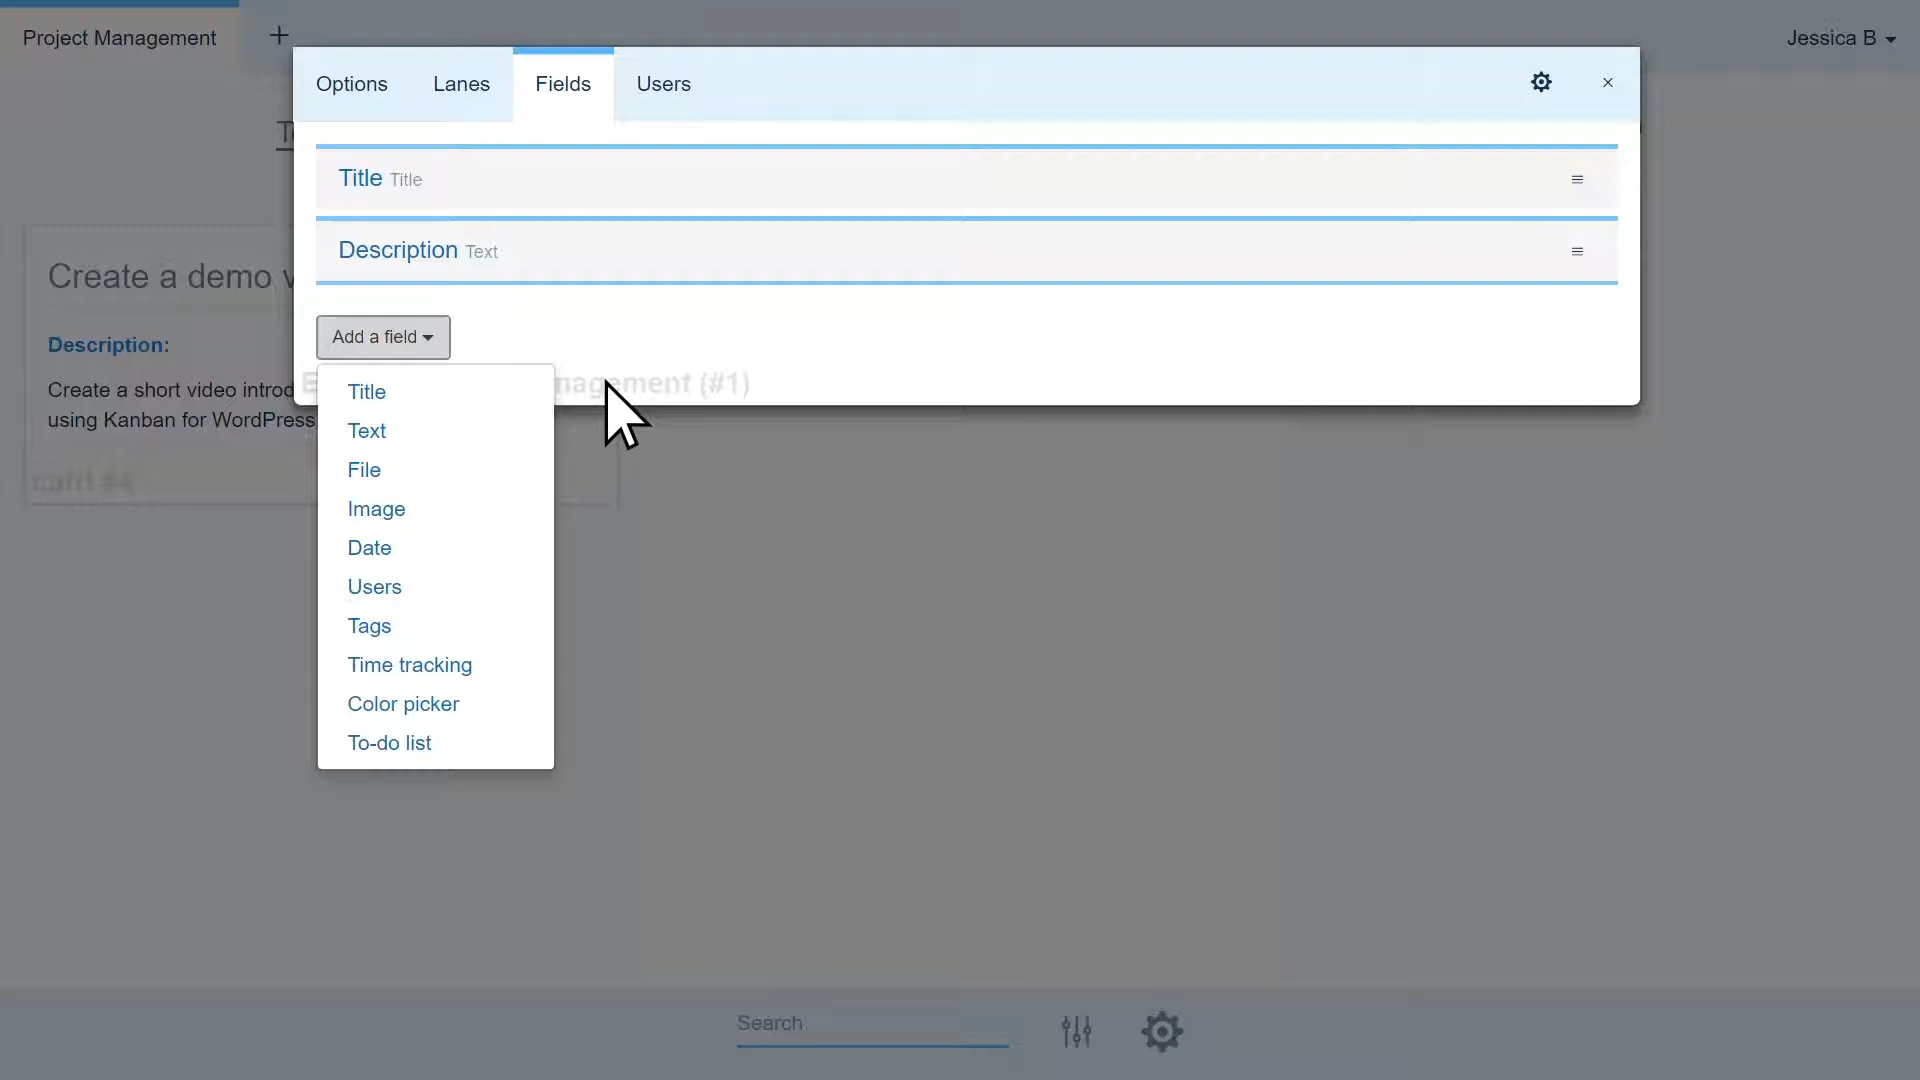 Project Management
+
Jessica B
Options
Lanes
Fields
Users
×
Title Title
Description Text
Add a field
Title
Text
File
Image
Date
Users
Tags
Time tracking
Color picker
To-do list
nagement (#1)
Create a demo
Description:
Create a short video introd
using Kanban for WordPress
Search